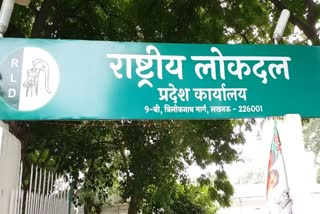 RLD
राष्ट्रीय लोकदल
प्रदेश कार्यालय
9-बी, त्रिलोकनाथ मार्ग, लखनऊ - 226001